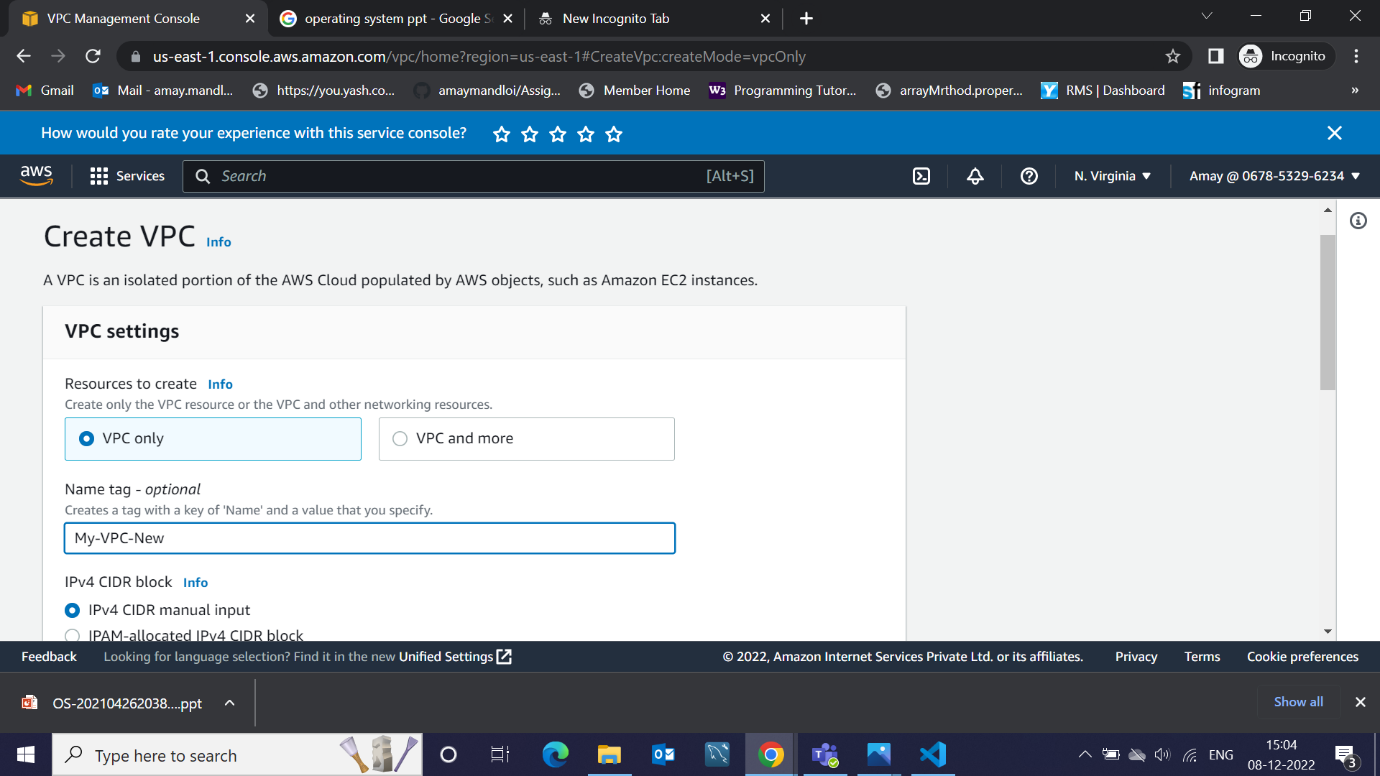 VPC Management Console
operating system ppt - Google S
New Incognito Tab
us-east-1.console.aws.amazon.com/vpc/home?region=us-east-1#CreateVpc:createMode=vpcOnly
Incognito
Gmail
Mail - amay.mandl...
https://you.yash.co...
amaymandloi/Assig...
Member Home
W3 Programming Tutor...
arrayMrthod.proper...
Y RMS | Dashboard
infogram
»
How would you rate your experience with this service console?
aws
Services
Search
[Alt+S]
N. Virginia
Amay @ 0678-5329-6234
Create VPC Info
A VPC is an isolated portion of the AWS Cloud populated by AWS objects, such as Amazon EC2 instances.
VPC settings
Resources to create Info
Create only the VPC resource or the VPC and other networking resources.
VPC only
VPC and more
Name tag - optional
Creates a tag with a key of 'Name' and a value that you specify.
My-VPC-New
IPv4 CIDR block Info
IPv4 CIDR manual input
IPAM-allocated IPv4 CIDR block
Feedback
Looking for language selection? Find it in the new Unified Settings
© 2022, Amazon Internet Services Private Ltd. or its affiliates.
Privacy
Terms
Cookie preferences
OS-202104262038....ppt
Show all
Type here to search
ENG
15:04
08-12-2022
3